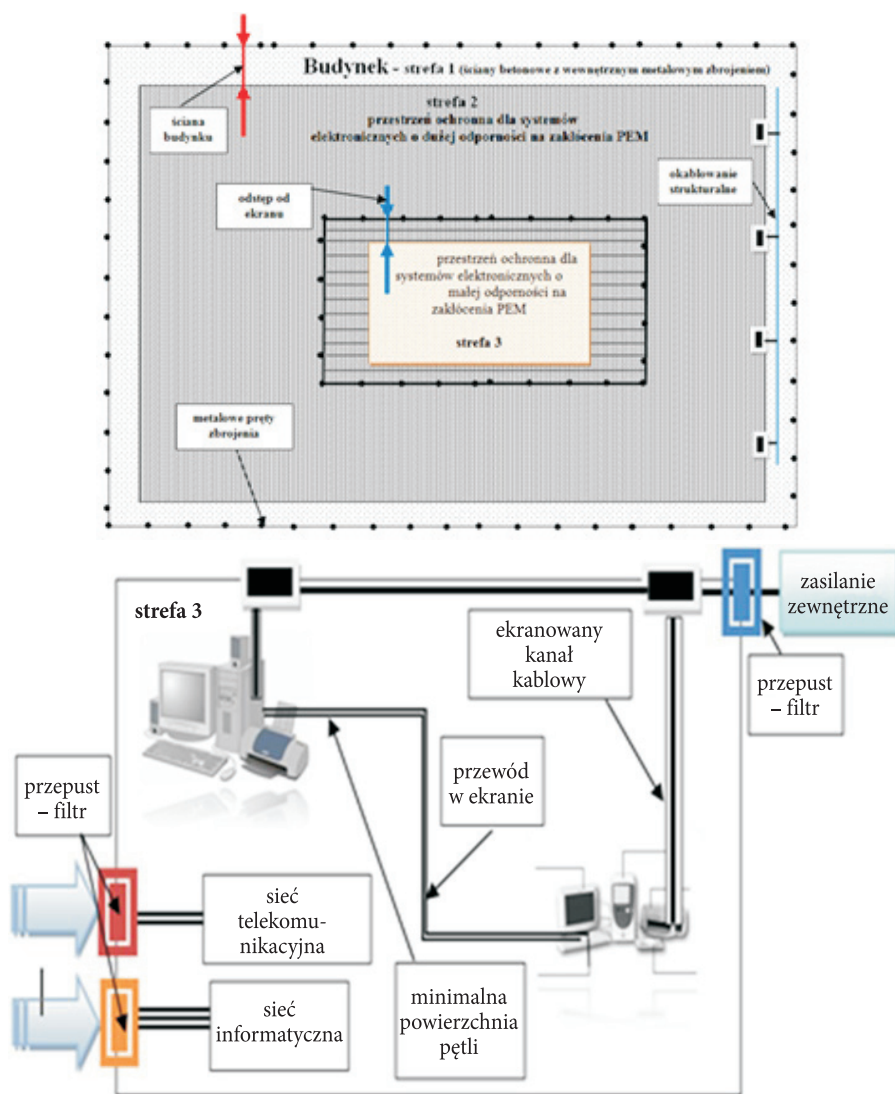 Budynek – strefa 1 (ściany betonowe z wewnętrznym metalowym zbrojeniem)
strefa 2
przestrzeń ochronna dla systemów
elektronicznych o dużej odporności na zakłócenia PEM
ściana
budynku
odstęp od
ekranu
okablowanie
strukturalne
przestrzeń ochronna dla
systemów elektronicznych o
małej odporności na
zakłócenia PEM
strefa 3
metalowe pręty
zbrojenia
strefa 3
zasilanie
zewnętrzne
ekranowany
kanał
kablowy
przepust
– filtr
przewód
w ekranie
przepust
– filtr
sieć
telekomu-
nikacyjna
sieć
informatyczna
minimalna
powierzchnia
pętli